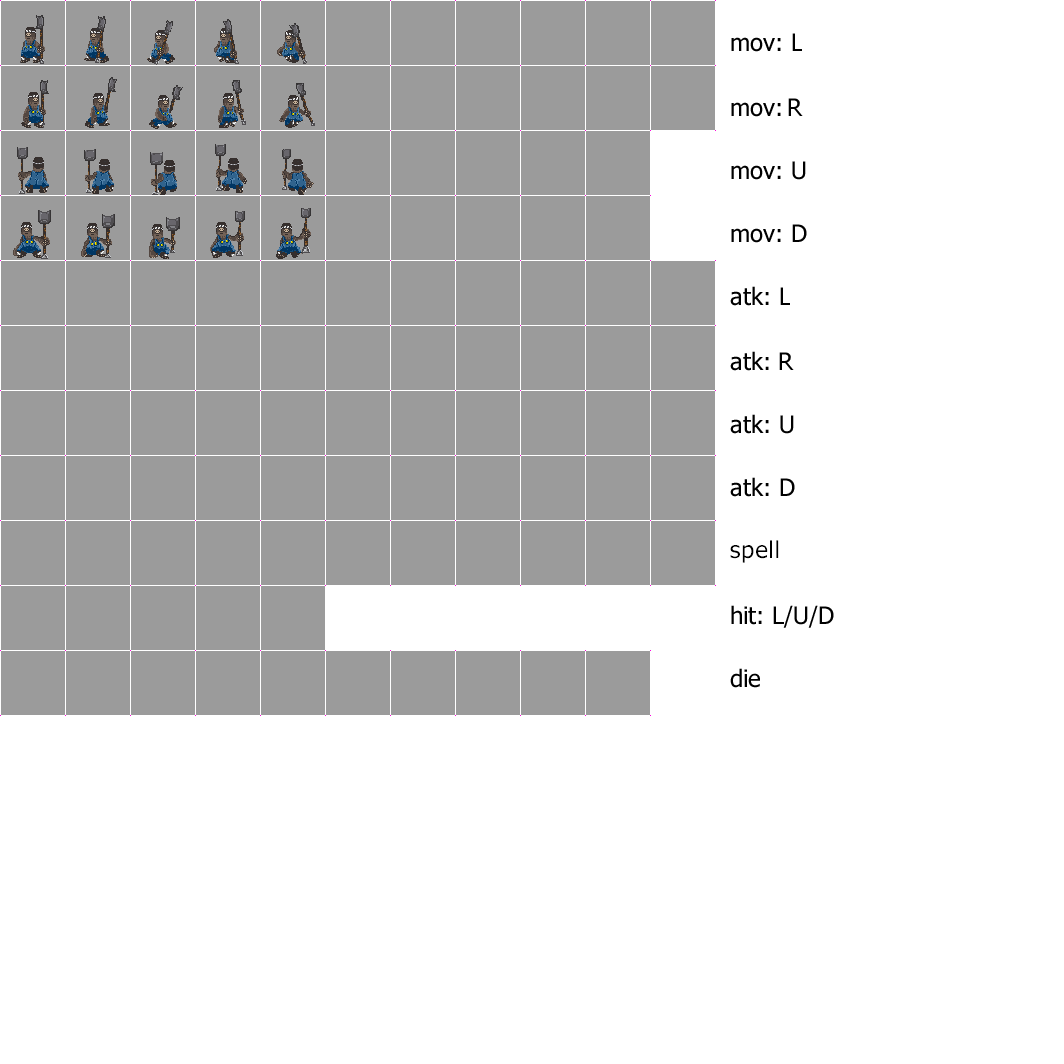 mov: L
mov: R
mov: U
mov: D
atk: L
atk: R
atk: U
atk: D
spell
hit: L/U/D
die